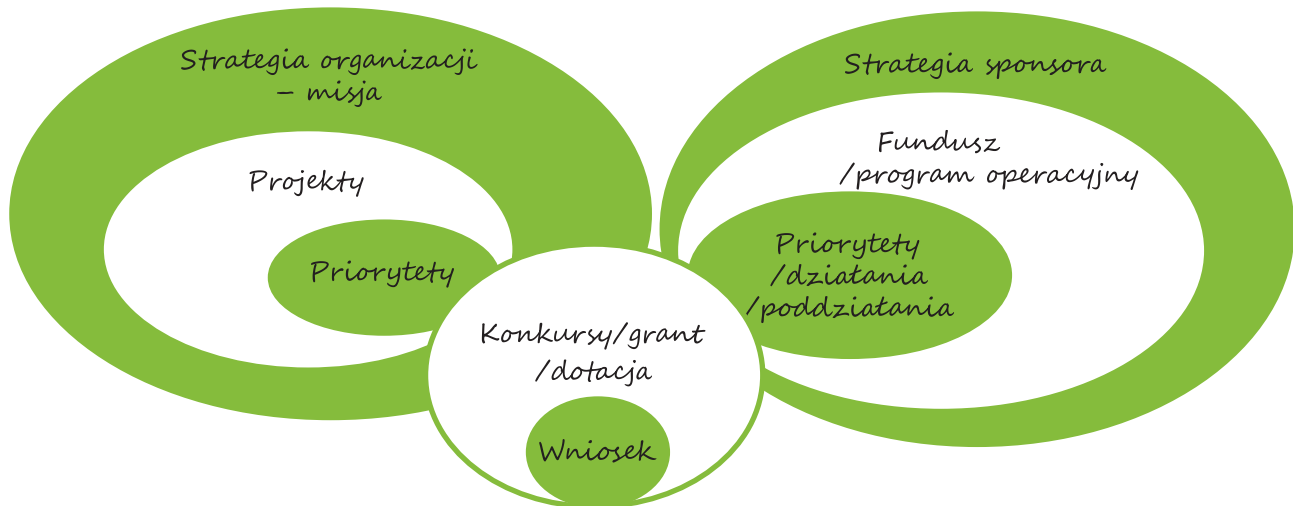 Strategia organizacji
– misja
Projekty
Priorytety
Strategia sponsora
Fundusz
/program operacyjny
Priorytety
/działania
/poddziałania
Konkursy/grant
/dotacja
Wniosek